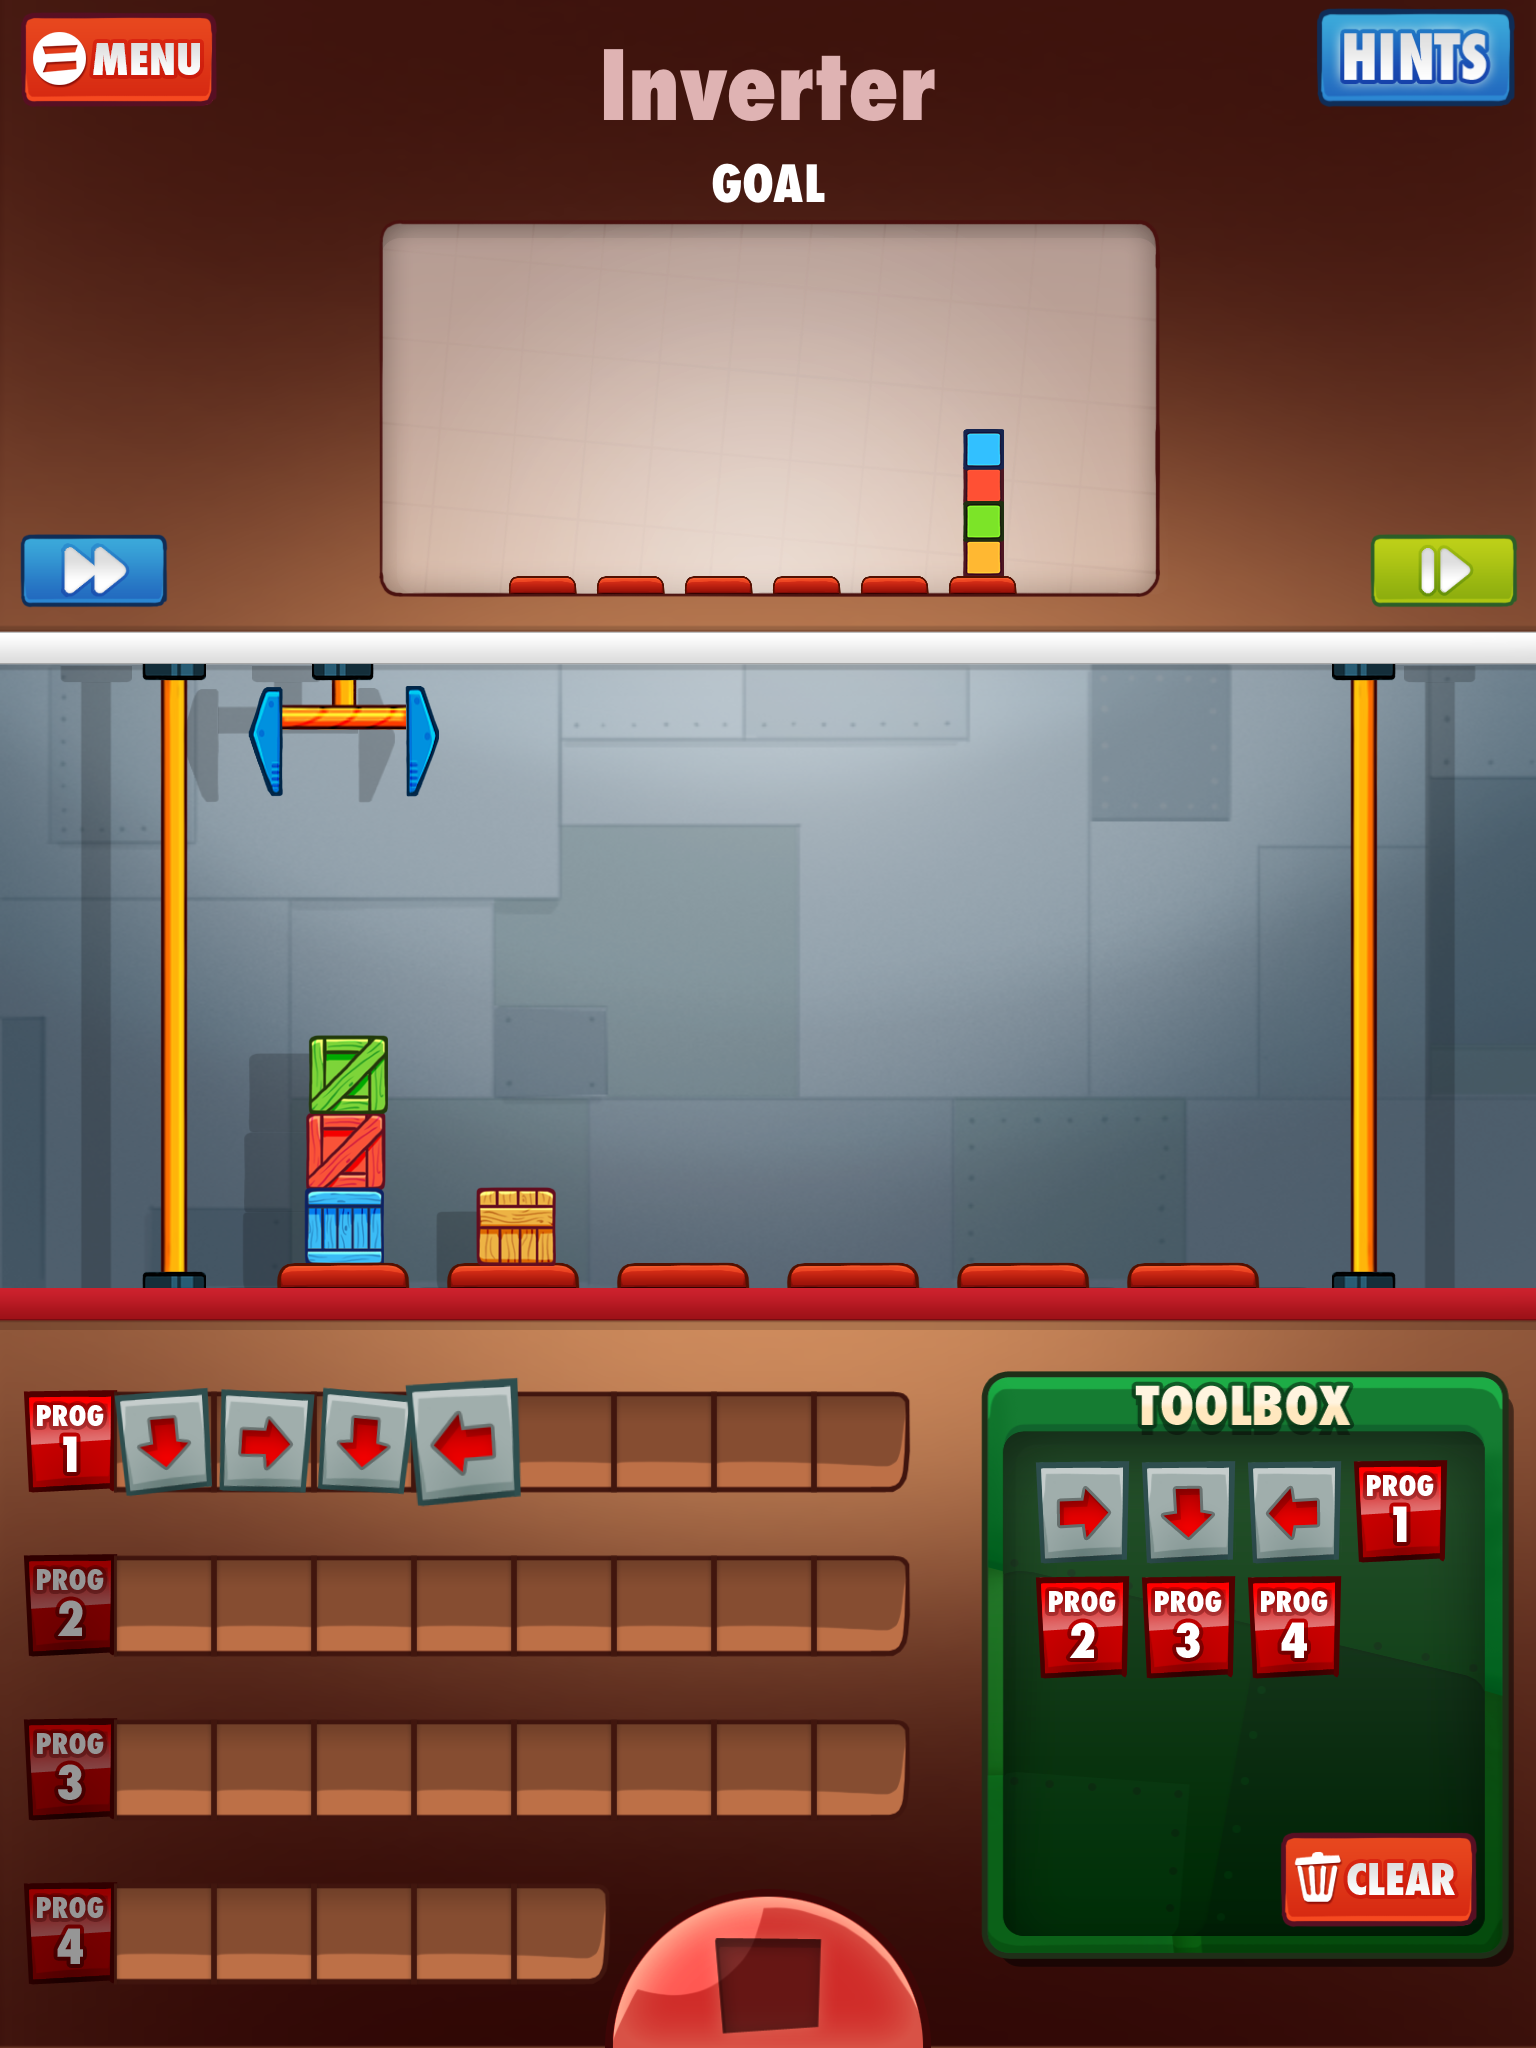 MENU
Inverter
HINTS
GOAL
PROG
1
PROG
2
PROG
3
PROG
4
TOOLBOX
PROG
1
PROG
2
PROG
3
PROG
4
CLEAR